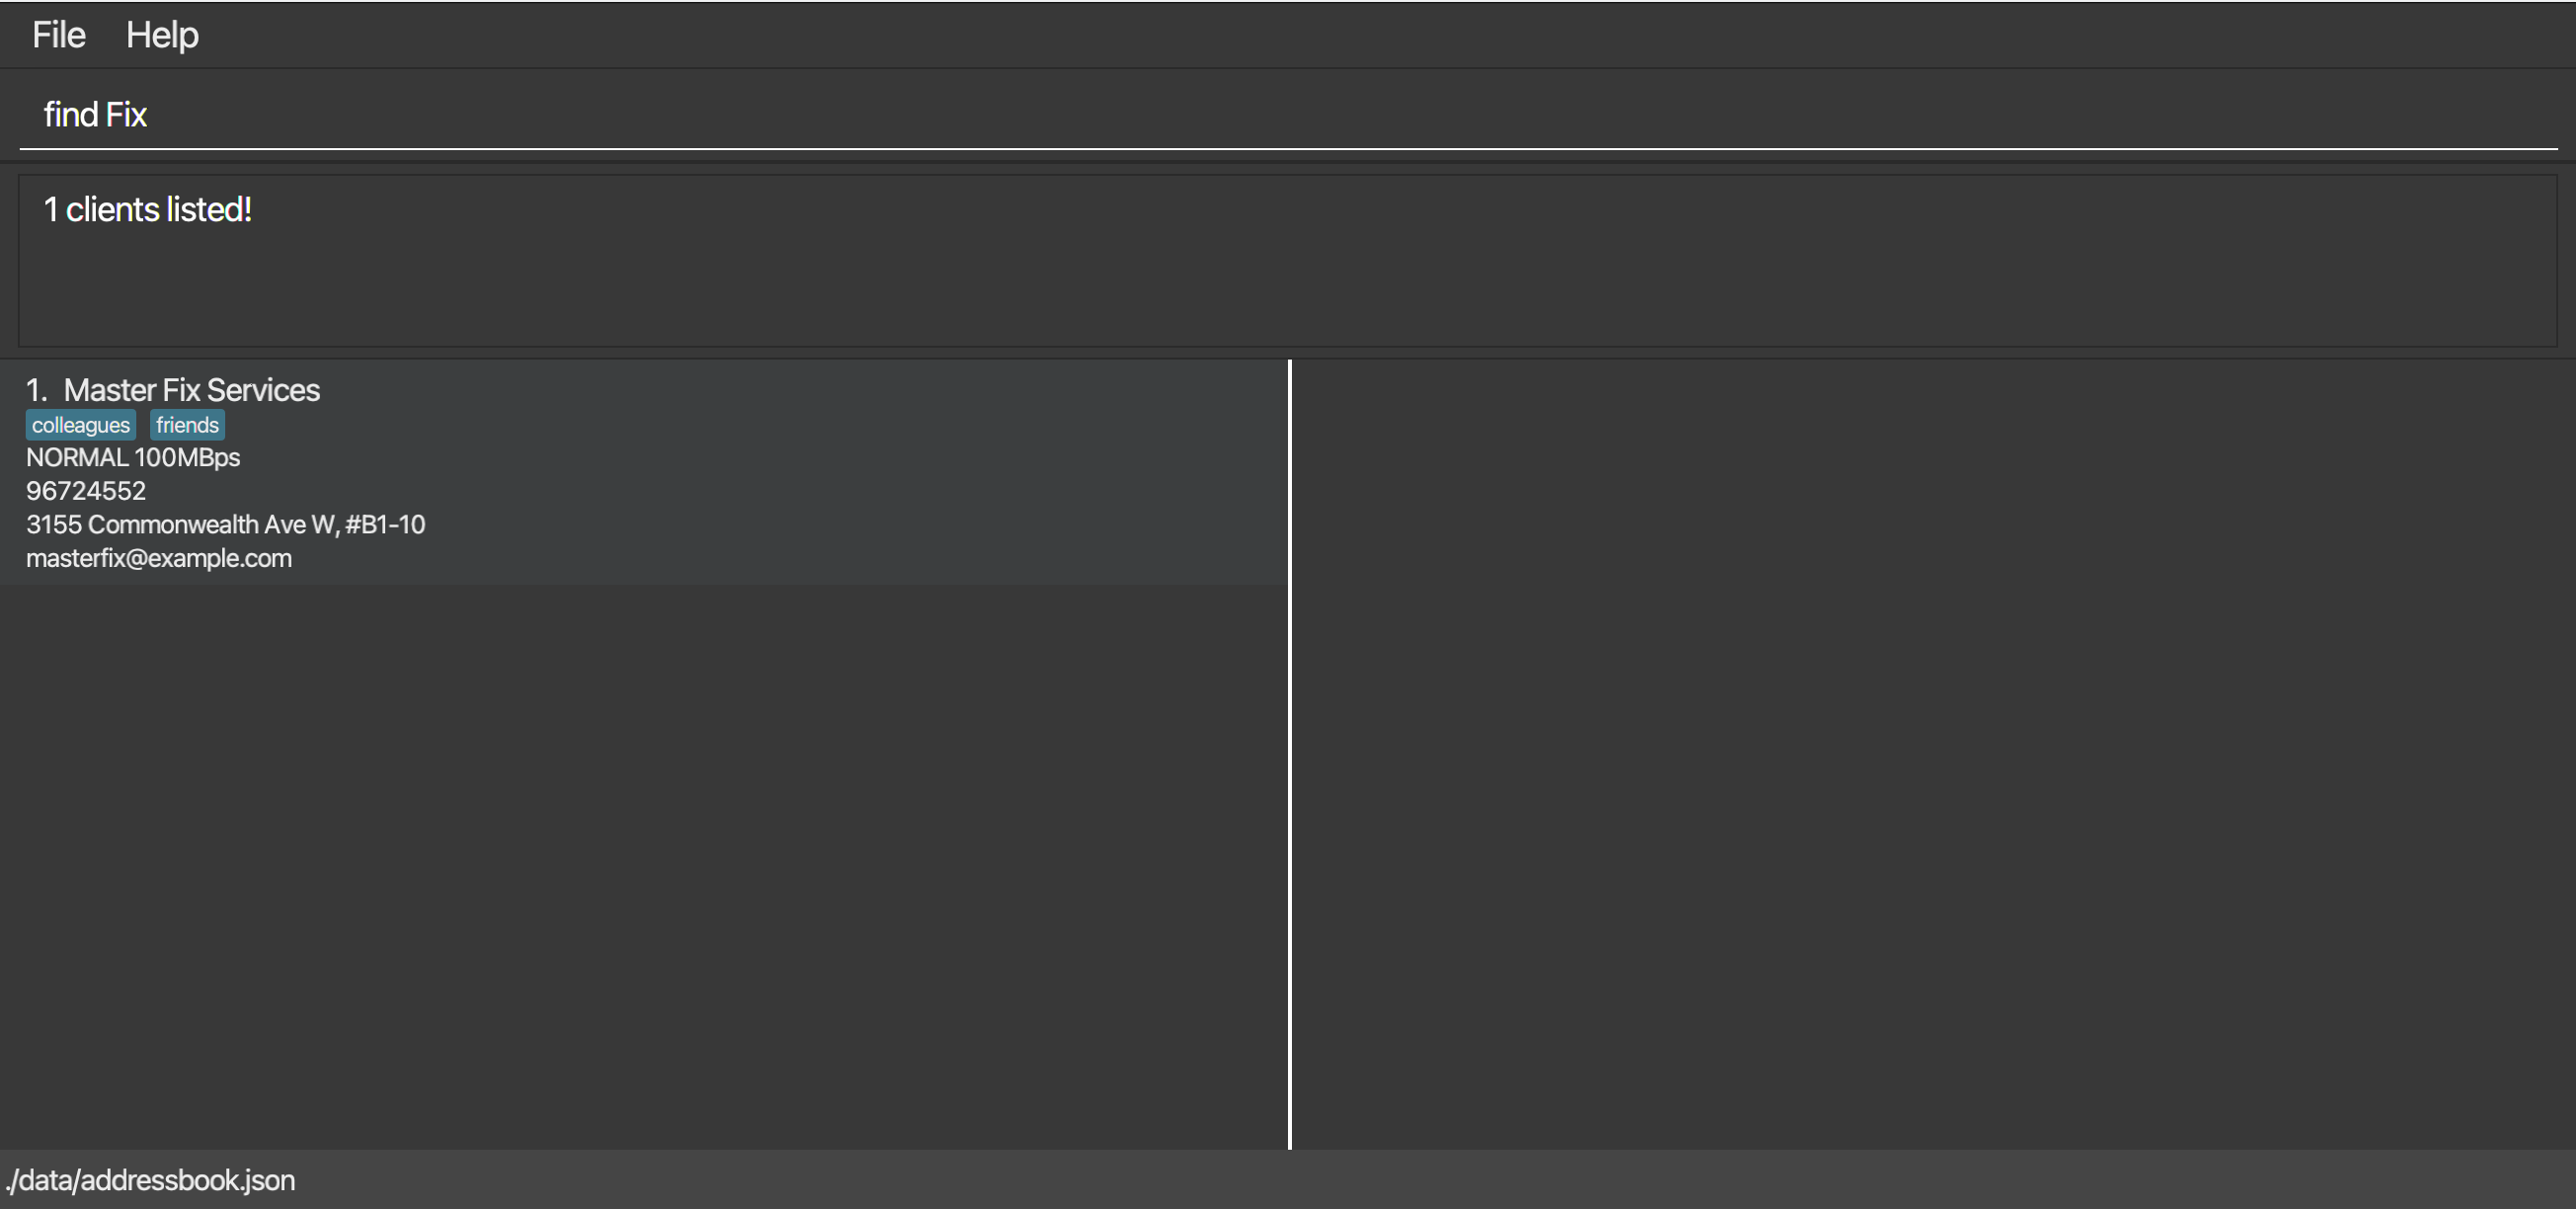 File Help
find Fix
1 clients listed!
1. Master Fix Services
colleagues friends
NORMAL 100MBps
96724552
3155 Commonwealth Ave W, #B1-10
masterfix@example.com
./data/addressbook.json